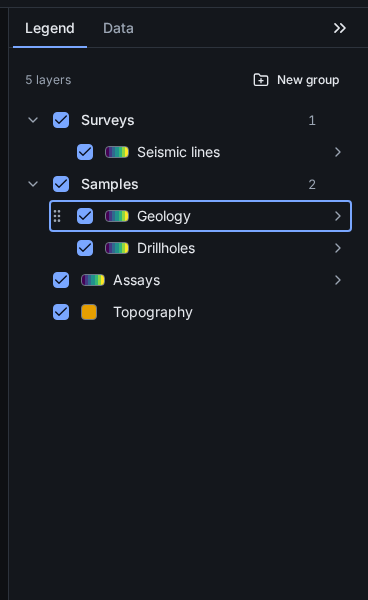 Legend Data
5 layers New group
Surveys 1
Seismic lines
Samples 2
Geology
Drillholes
Assays
Topography